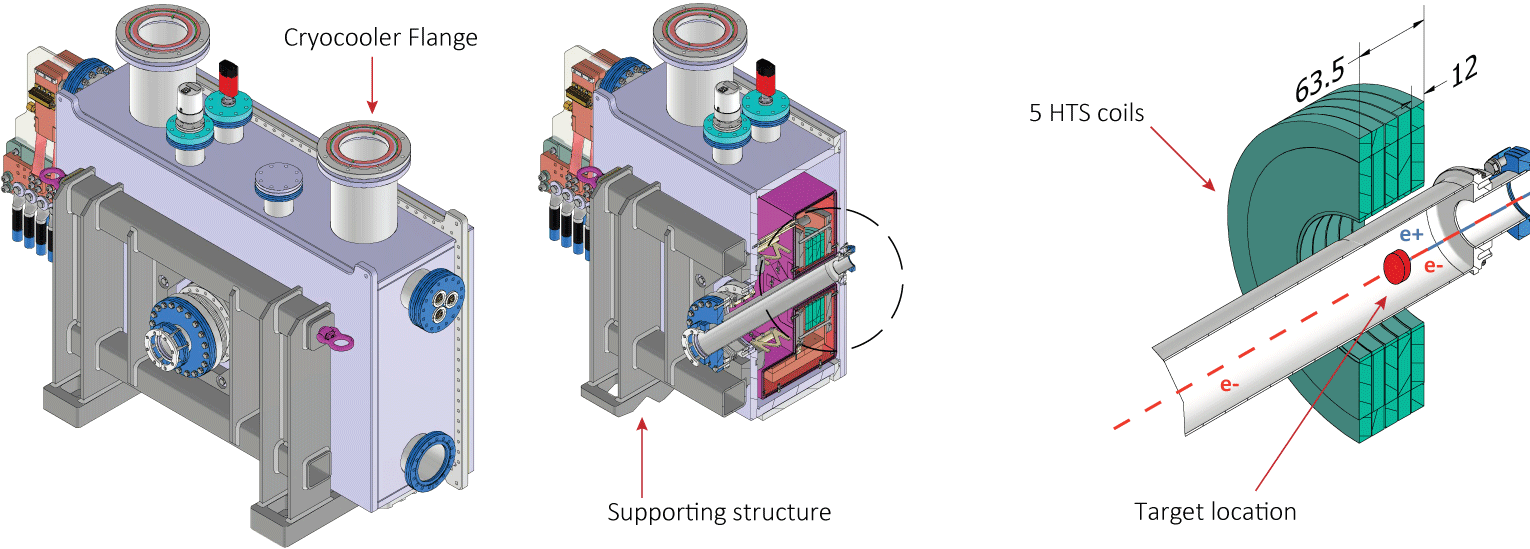 Cryocooler Flange
Supporting structure
5 HTS coils
63.5
12
e+
e-
e-
Target location